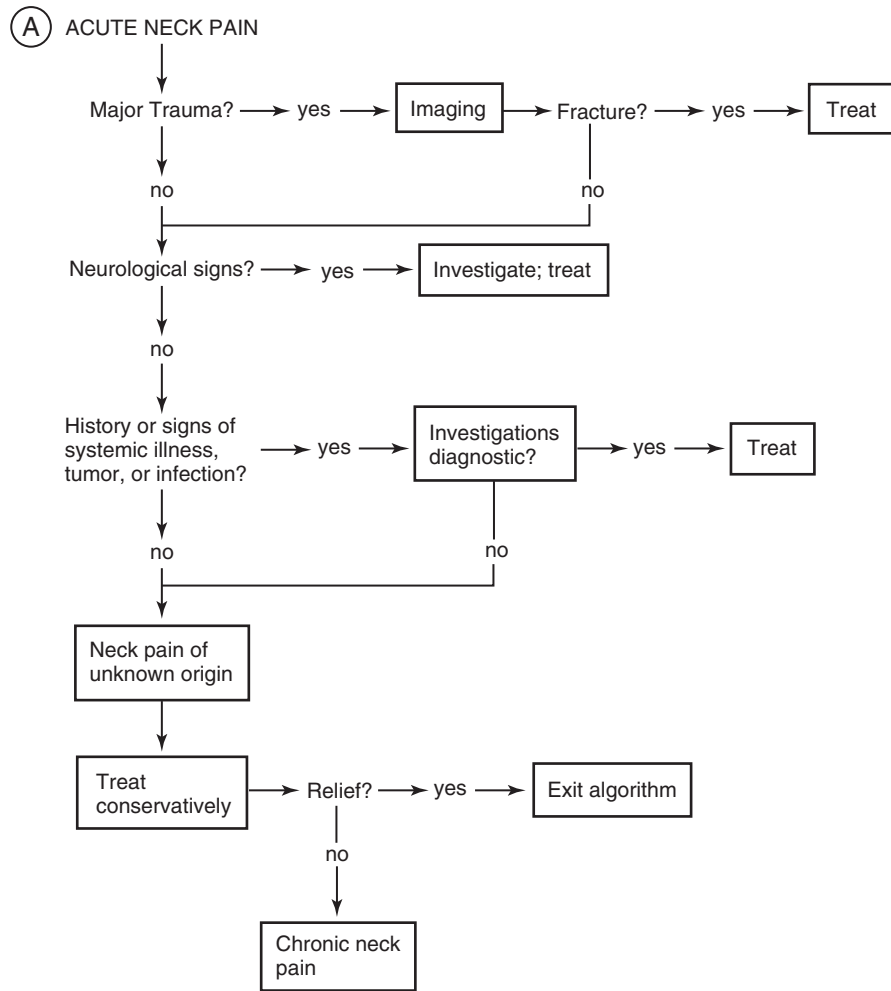 A ACUTE NECK PAIN
Major Trauma? yes Imaging Fracture? yes Treat
no no
Neurological signs? yes Investigate; treat
no
History or signs of
systemic illness,
tumor, or infection?
yes
Investigations
diagnostic?
yes
Treat
no no
Neck pain of
unknown origin
Treat
conservatively
Relief? yes Exit algorithm
no
Chronic neck
pain